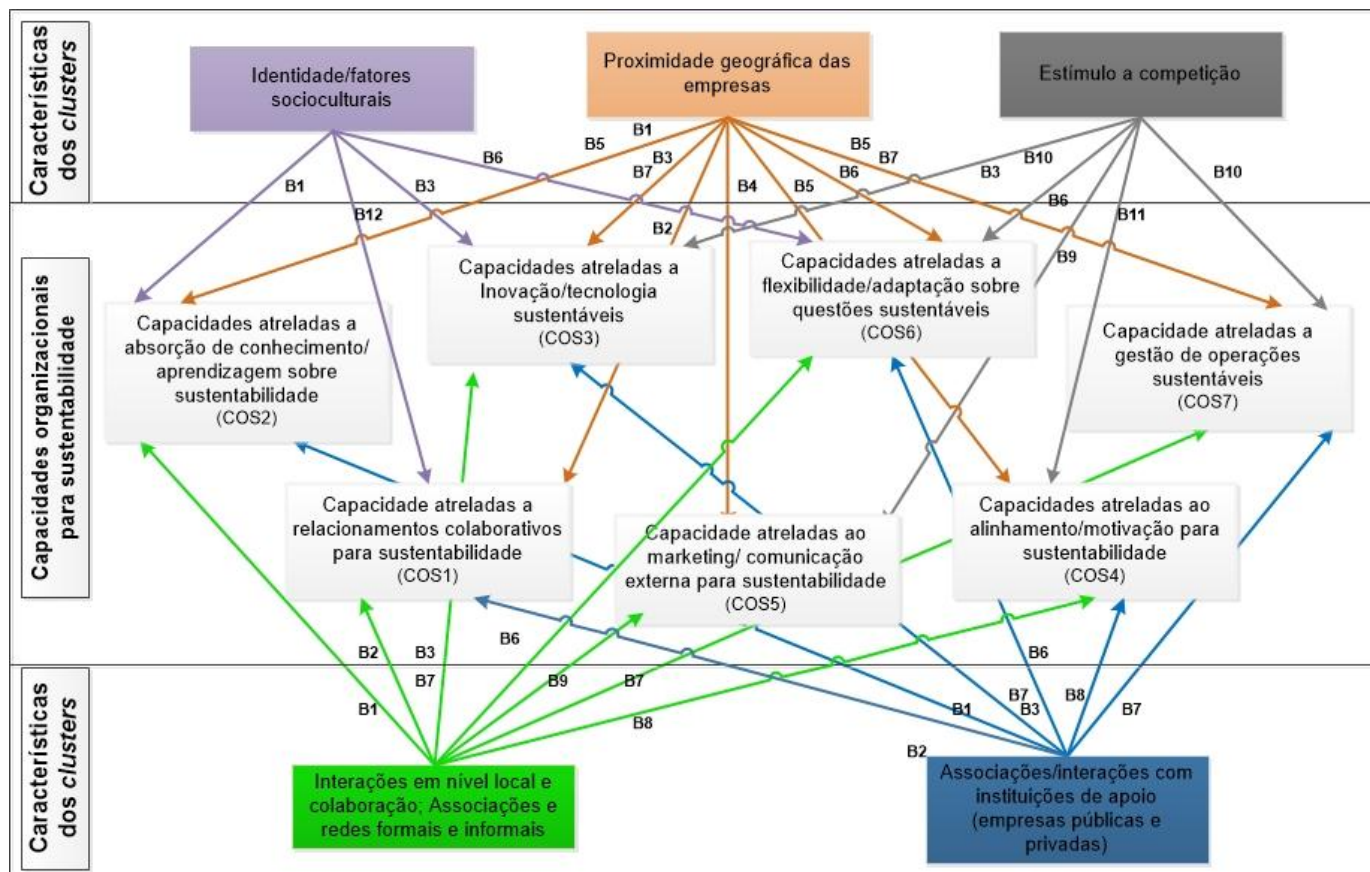 Características
dos clusters
Identidade/fatores
socioculturais
Proximidade geográfica das
empresas
Estímulo a competição
B1
B12
B3
B6
B5
B1
B3
B7
B2
B4
B5
B6
B5
B7
B10
B3
B6
B9
B11
B10
Capacidades organizacionais
para sustentabilidade
Capacidades atreladas a
absorção de conhecimento/
aprendizagem sobre
sustentabilidade
(COS2)
Capacidades atreladas a
Inovação/tecnologia
sustentáveis
(COS3)
Capacidades atreladas a
flexibilidade/adaptação sobre
questões sustentáveis
(COS6)
Capacidade atreladas a
gestão de operações
sustentáveis
(COS7)
Capacidade atreladas a
relacionamentos colaborativos
para sustentabilidade
(COS1)
Capacidade atreladas ao
marketing/ comunicação
externa para sustentabilidade
(COS5)
Capacidades atreladas ao
alinhamento/motivação para
sustentabilidade
(COS4)
B1
B2
B3
B7
B6
B9
B7
B8
B2
B1
B7
B3
B6
B8
B7
Características
dos clusters
Interações em nível local e
colaboração; Associações e
redes formais e informais
Associações/interações com
instituições de apoio
(empresas públicas e
privadas)